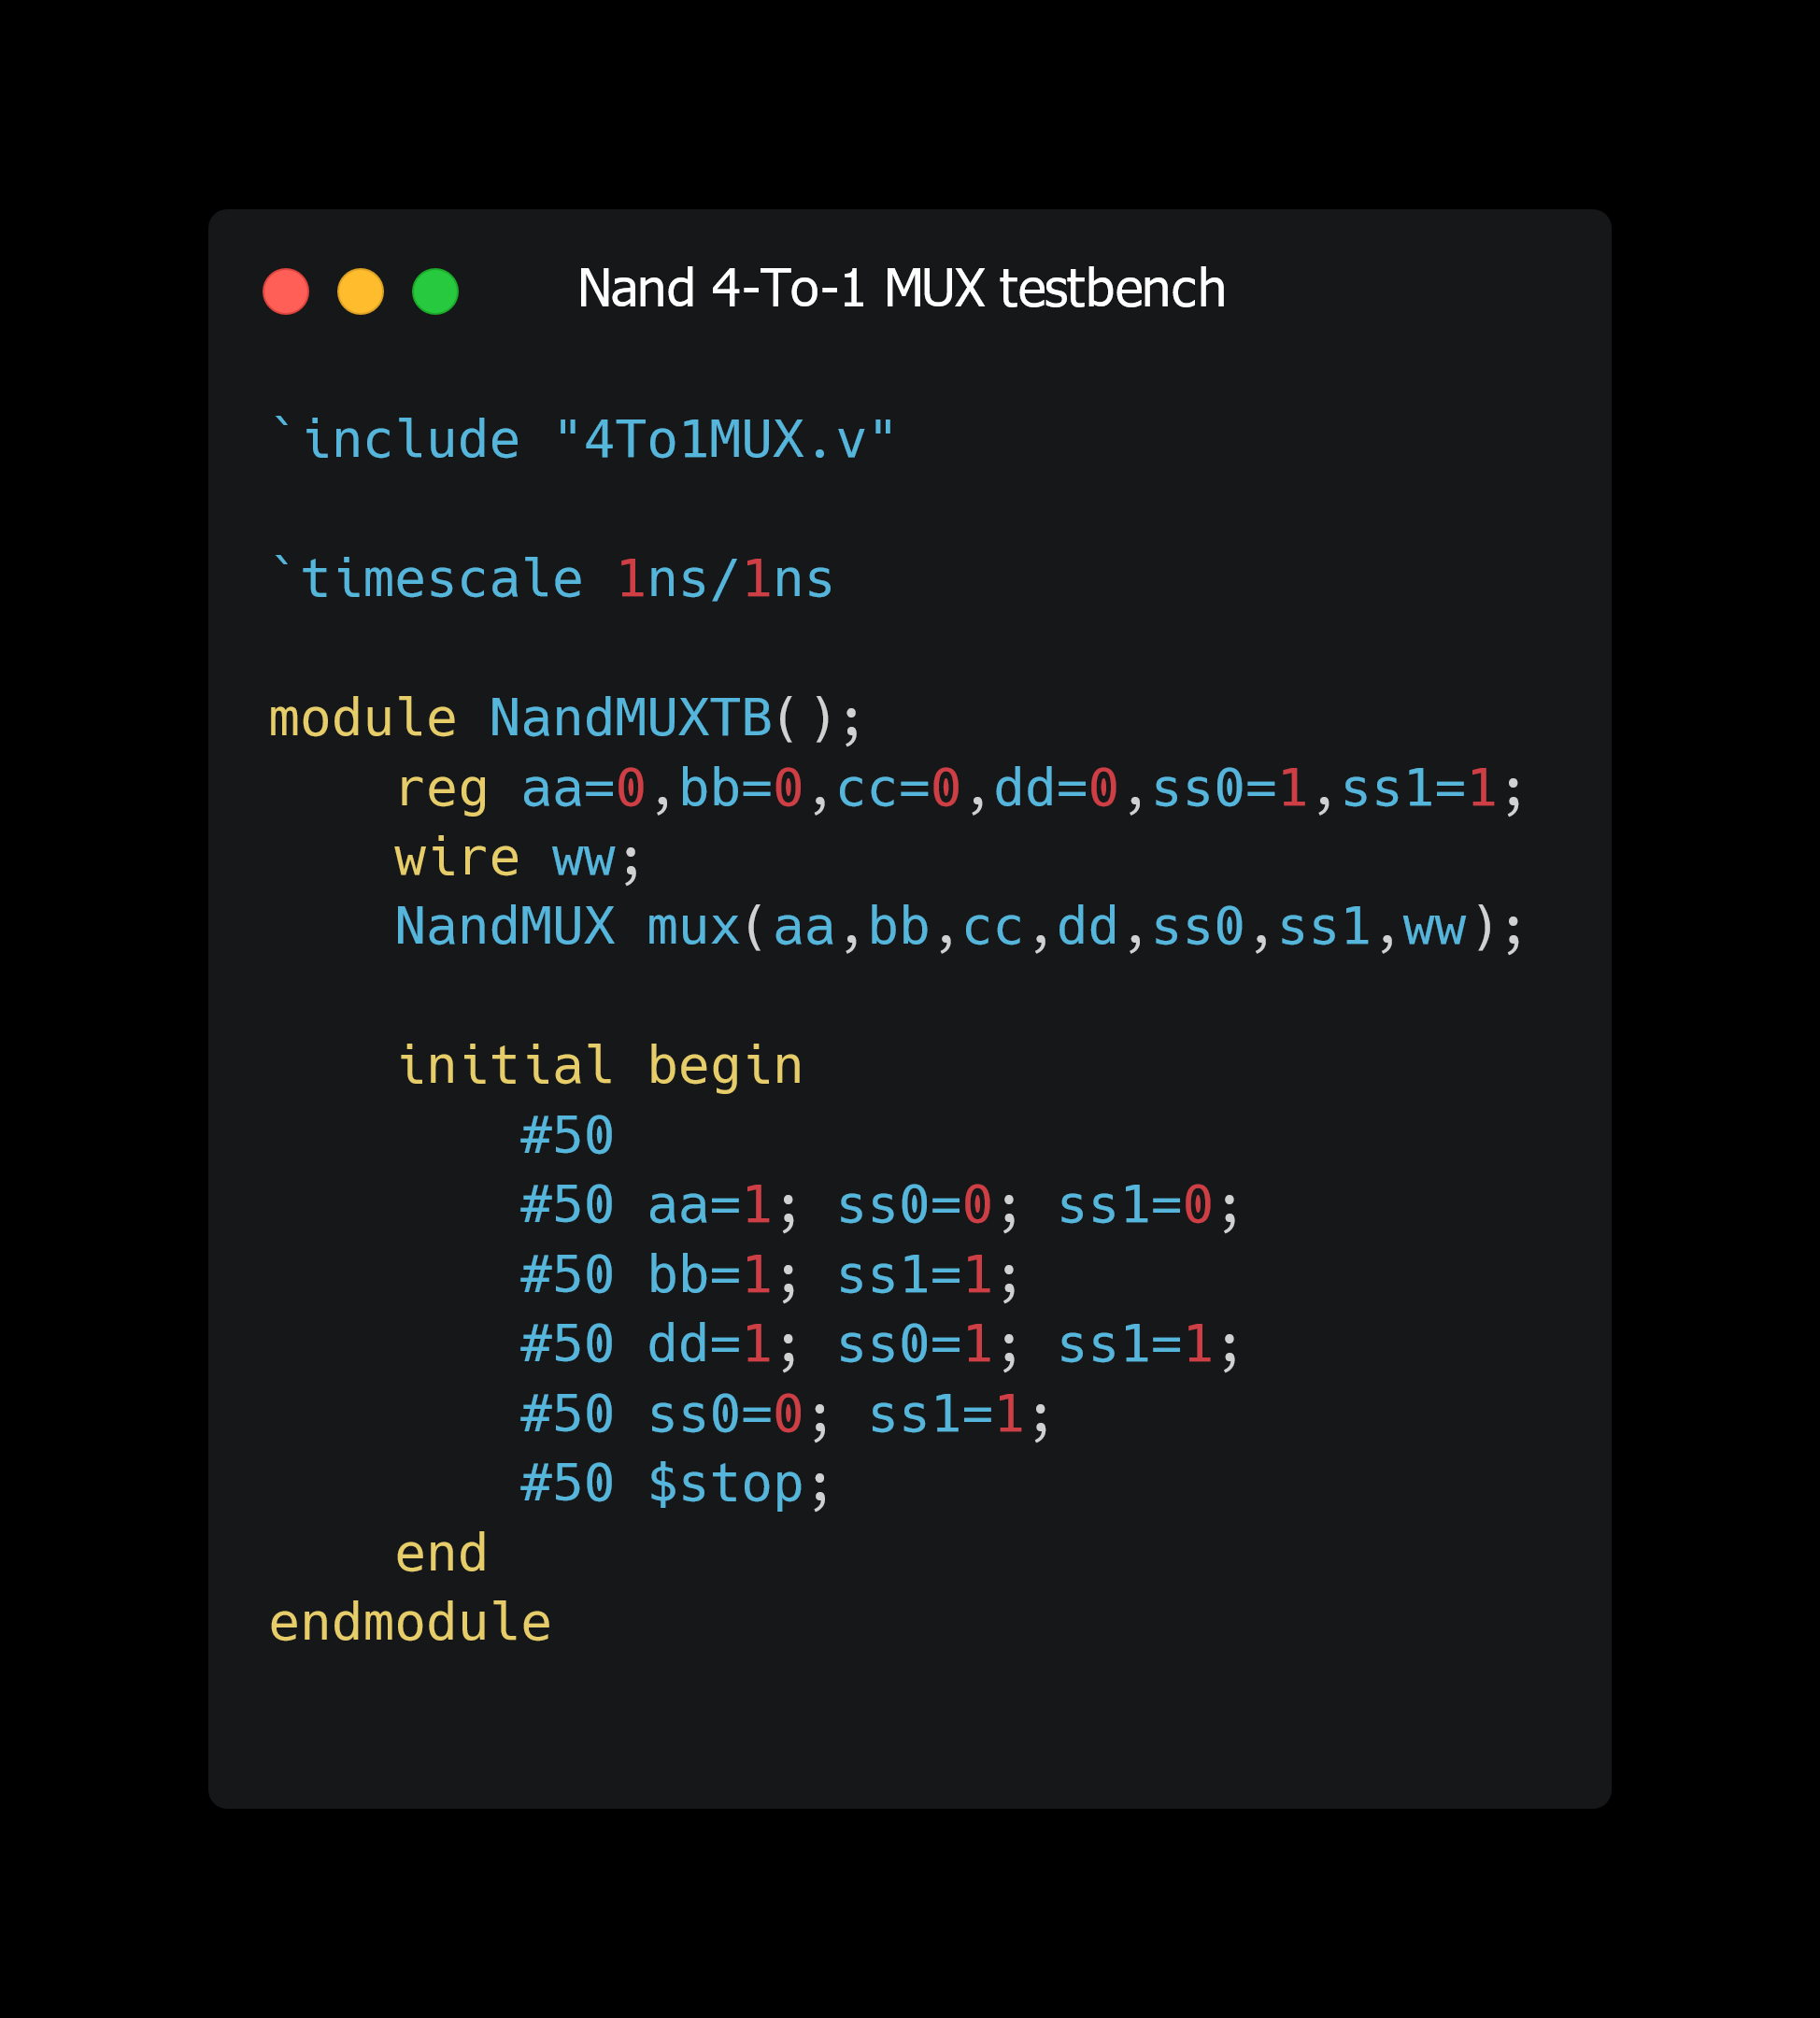 Nand 4-To-1 MUX testbench
`include "4To1MUX.v"
`timescale 1ns/1ns
module NandMUXTB();
    reg aa=0,bb=0,cc=0,dd=0,ss0=1,ss1=1;
    wire ww;
    NandMUX mux(aa,bb,cc,dd,ss0,ss1,ww);
    initial begin
        #50
        #50 aa=1; ss0=0; ss1=0;
        #50 bb=1; ss1=1;
        #50 dd=1; ss0=1; ss1=1;
        #50 ss0=0; ss1=1;
        #50 $stop;
    end
endmodule